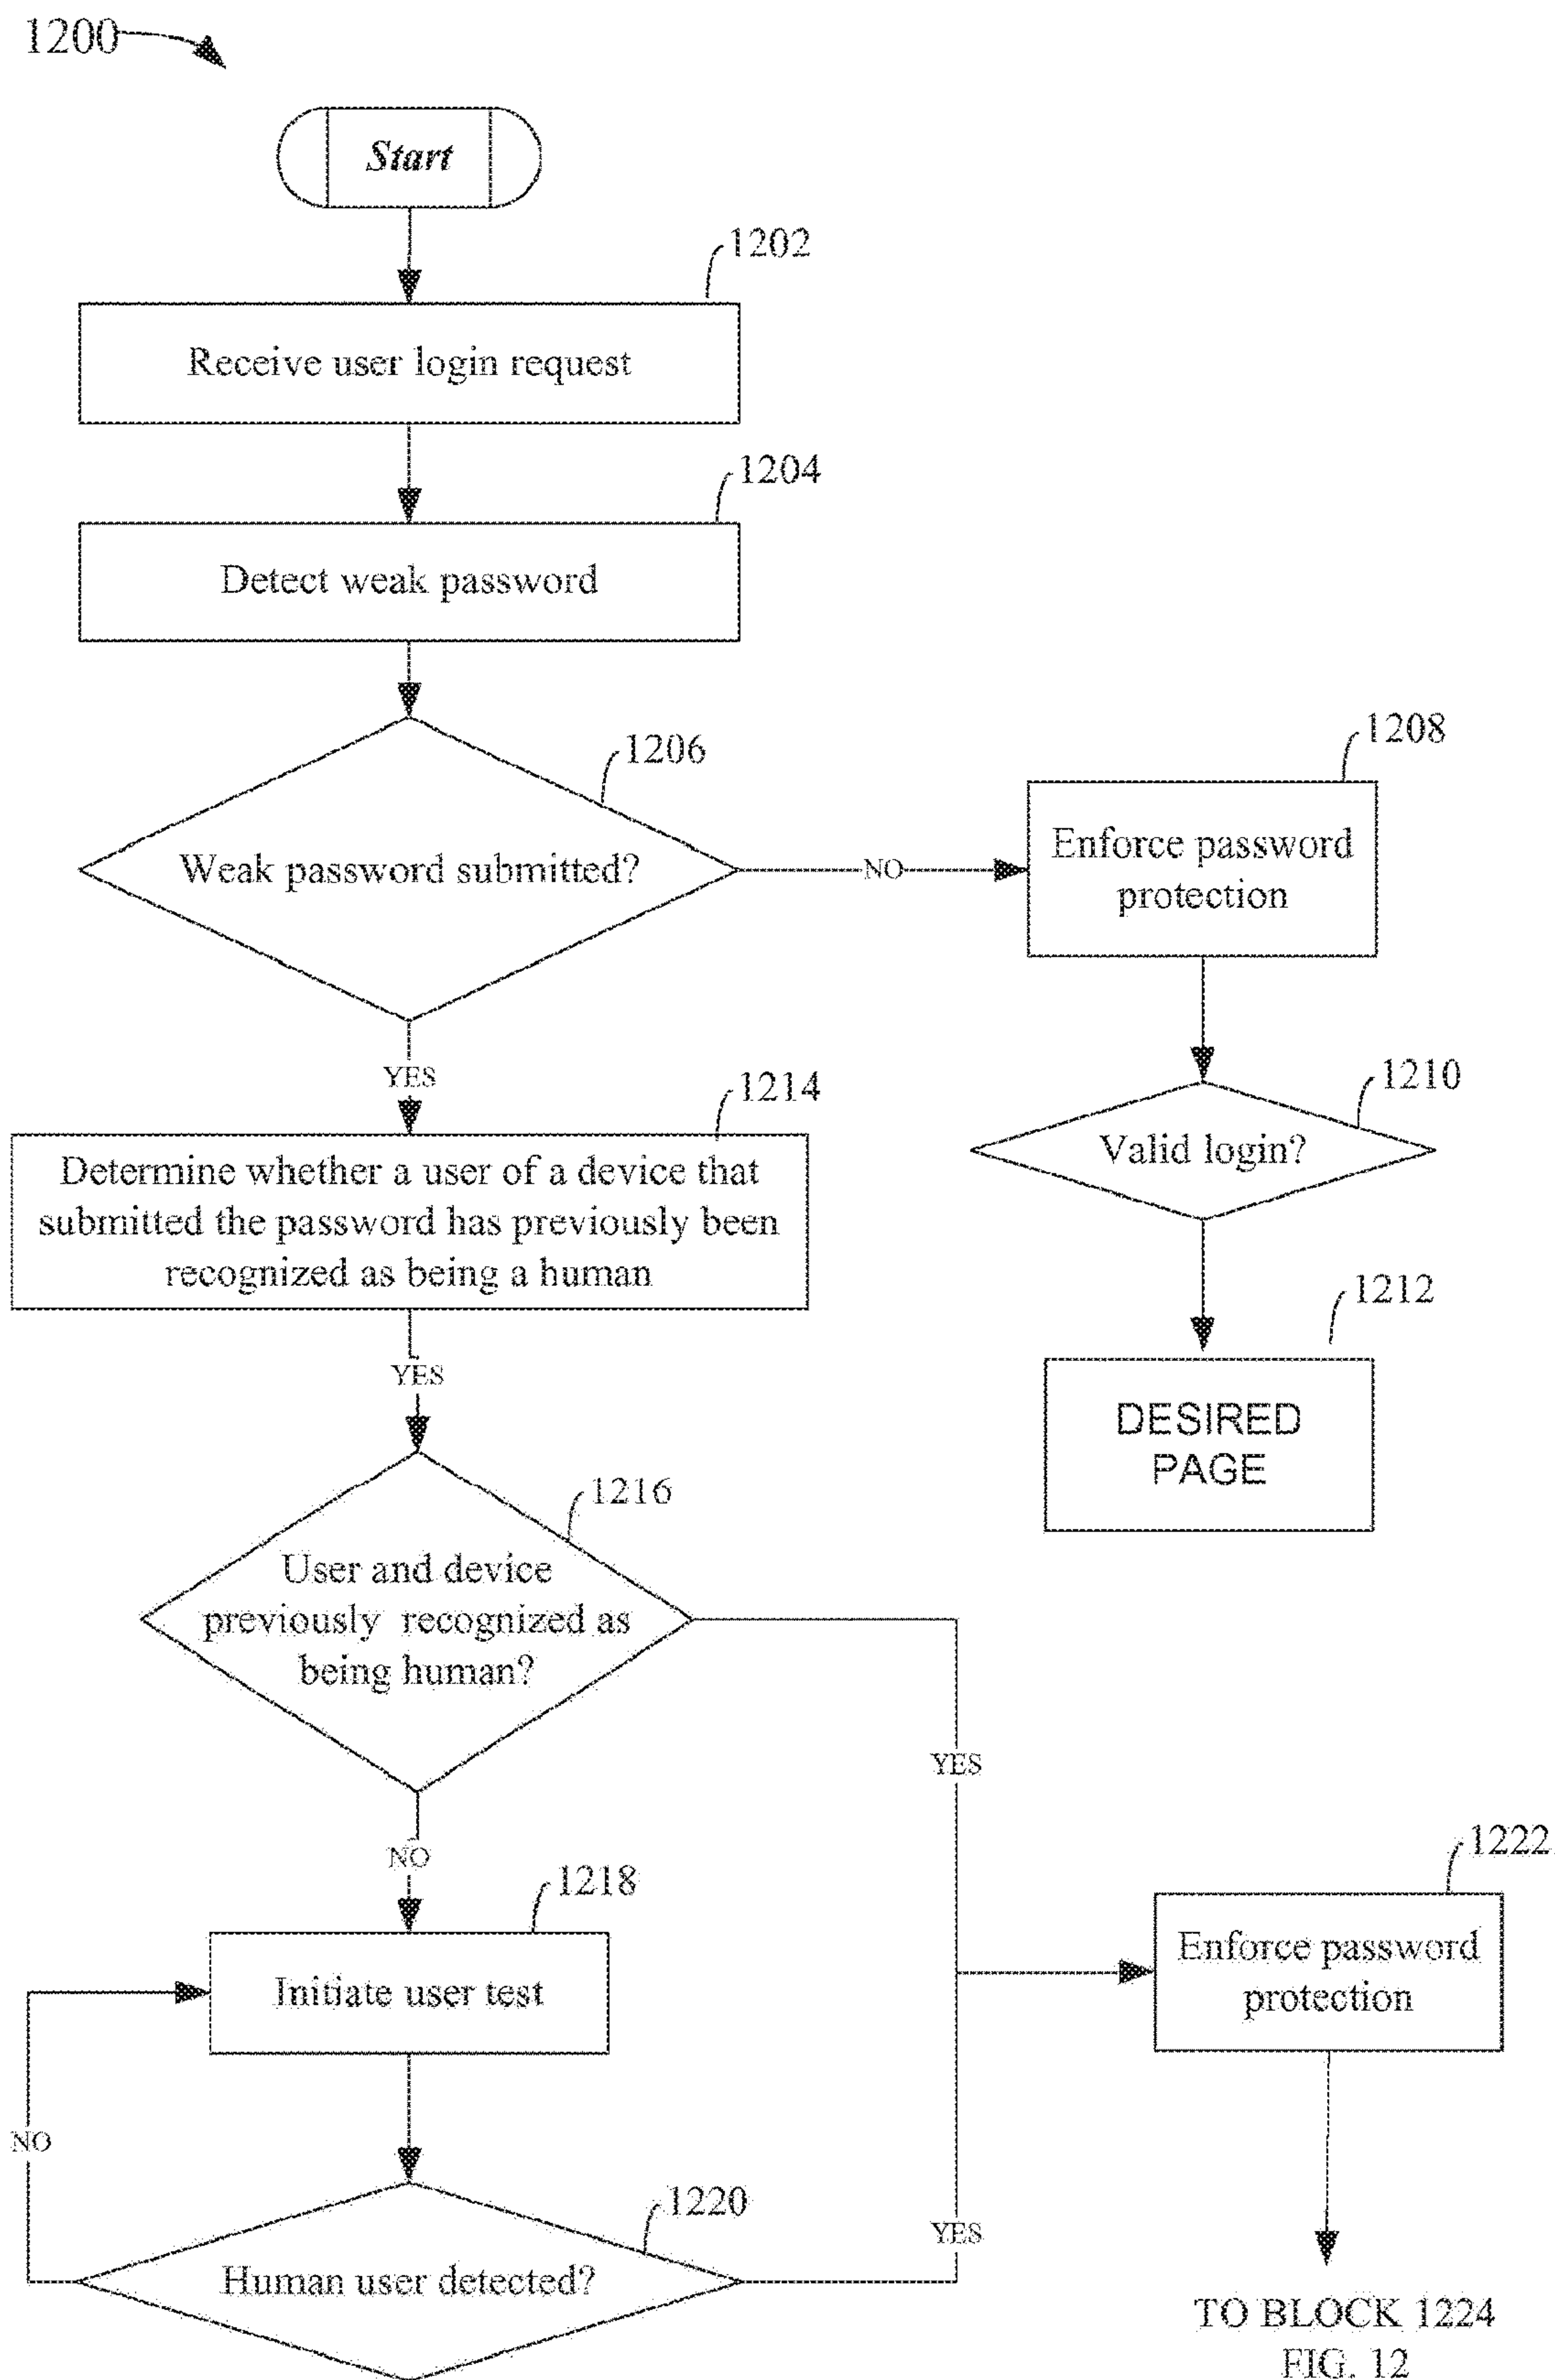 1200
Start
1202
Receive user login request
1204
Detect weak password
1206
Weak password submitted?
NO
1208
Enforce password
protection
YES
1210
Valid login?
1214
Determine whether a user of a device that
submitted the password has previously been
recognized as being a human
1212
DESIRED
PAGE
YES
1216
User and device
previously recognized as
being human?
YES
NO
1218
Initiate user test
1222
Enforce password
protection
NO
1220
Human user detected?
YES
TO BLOCK 1224
FIG. 12